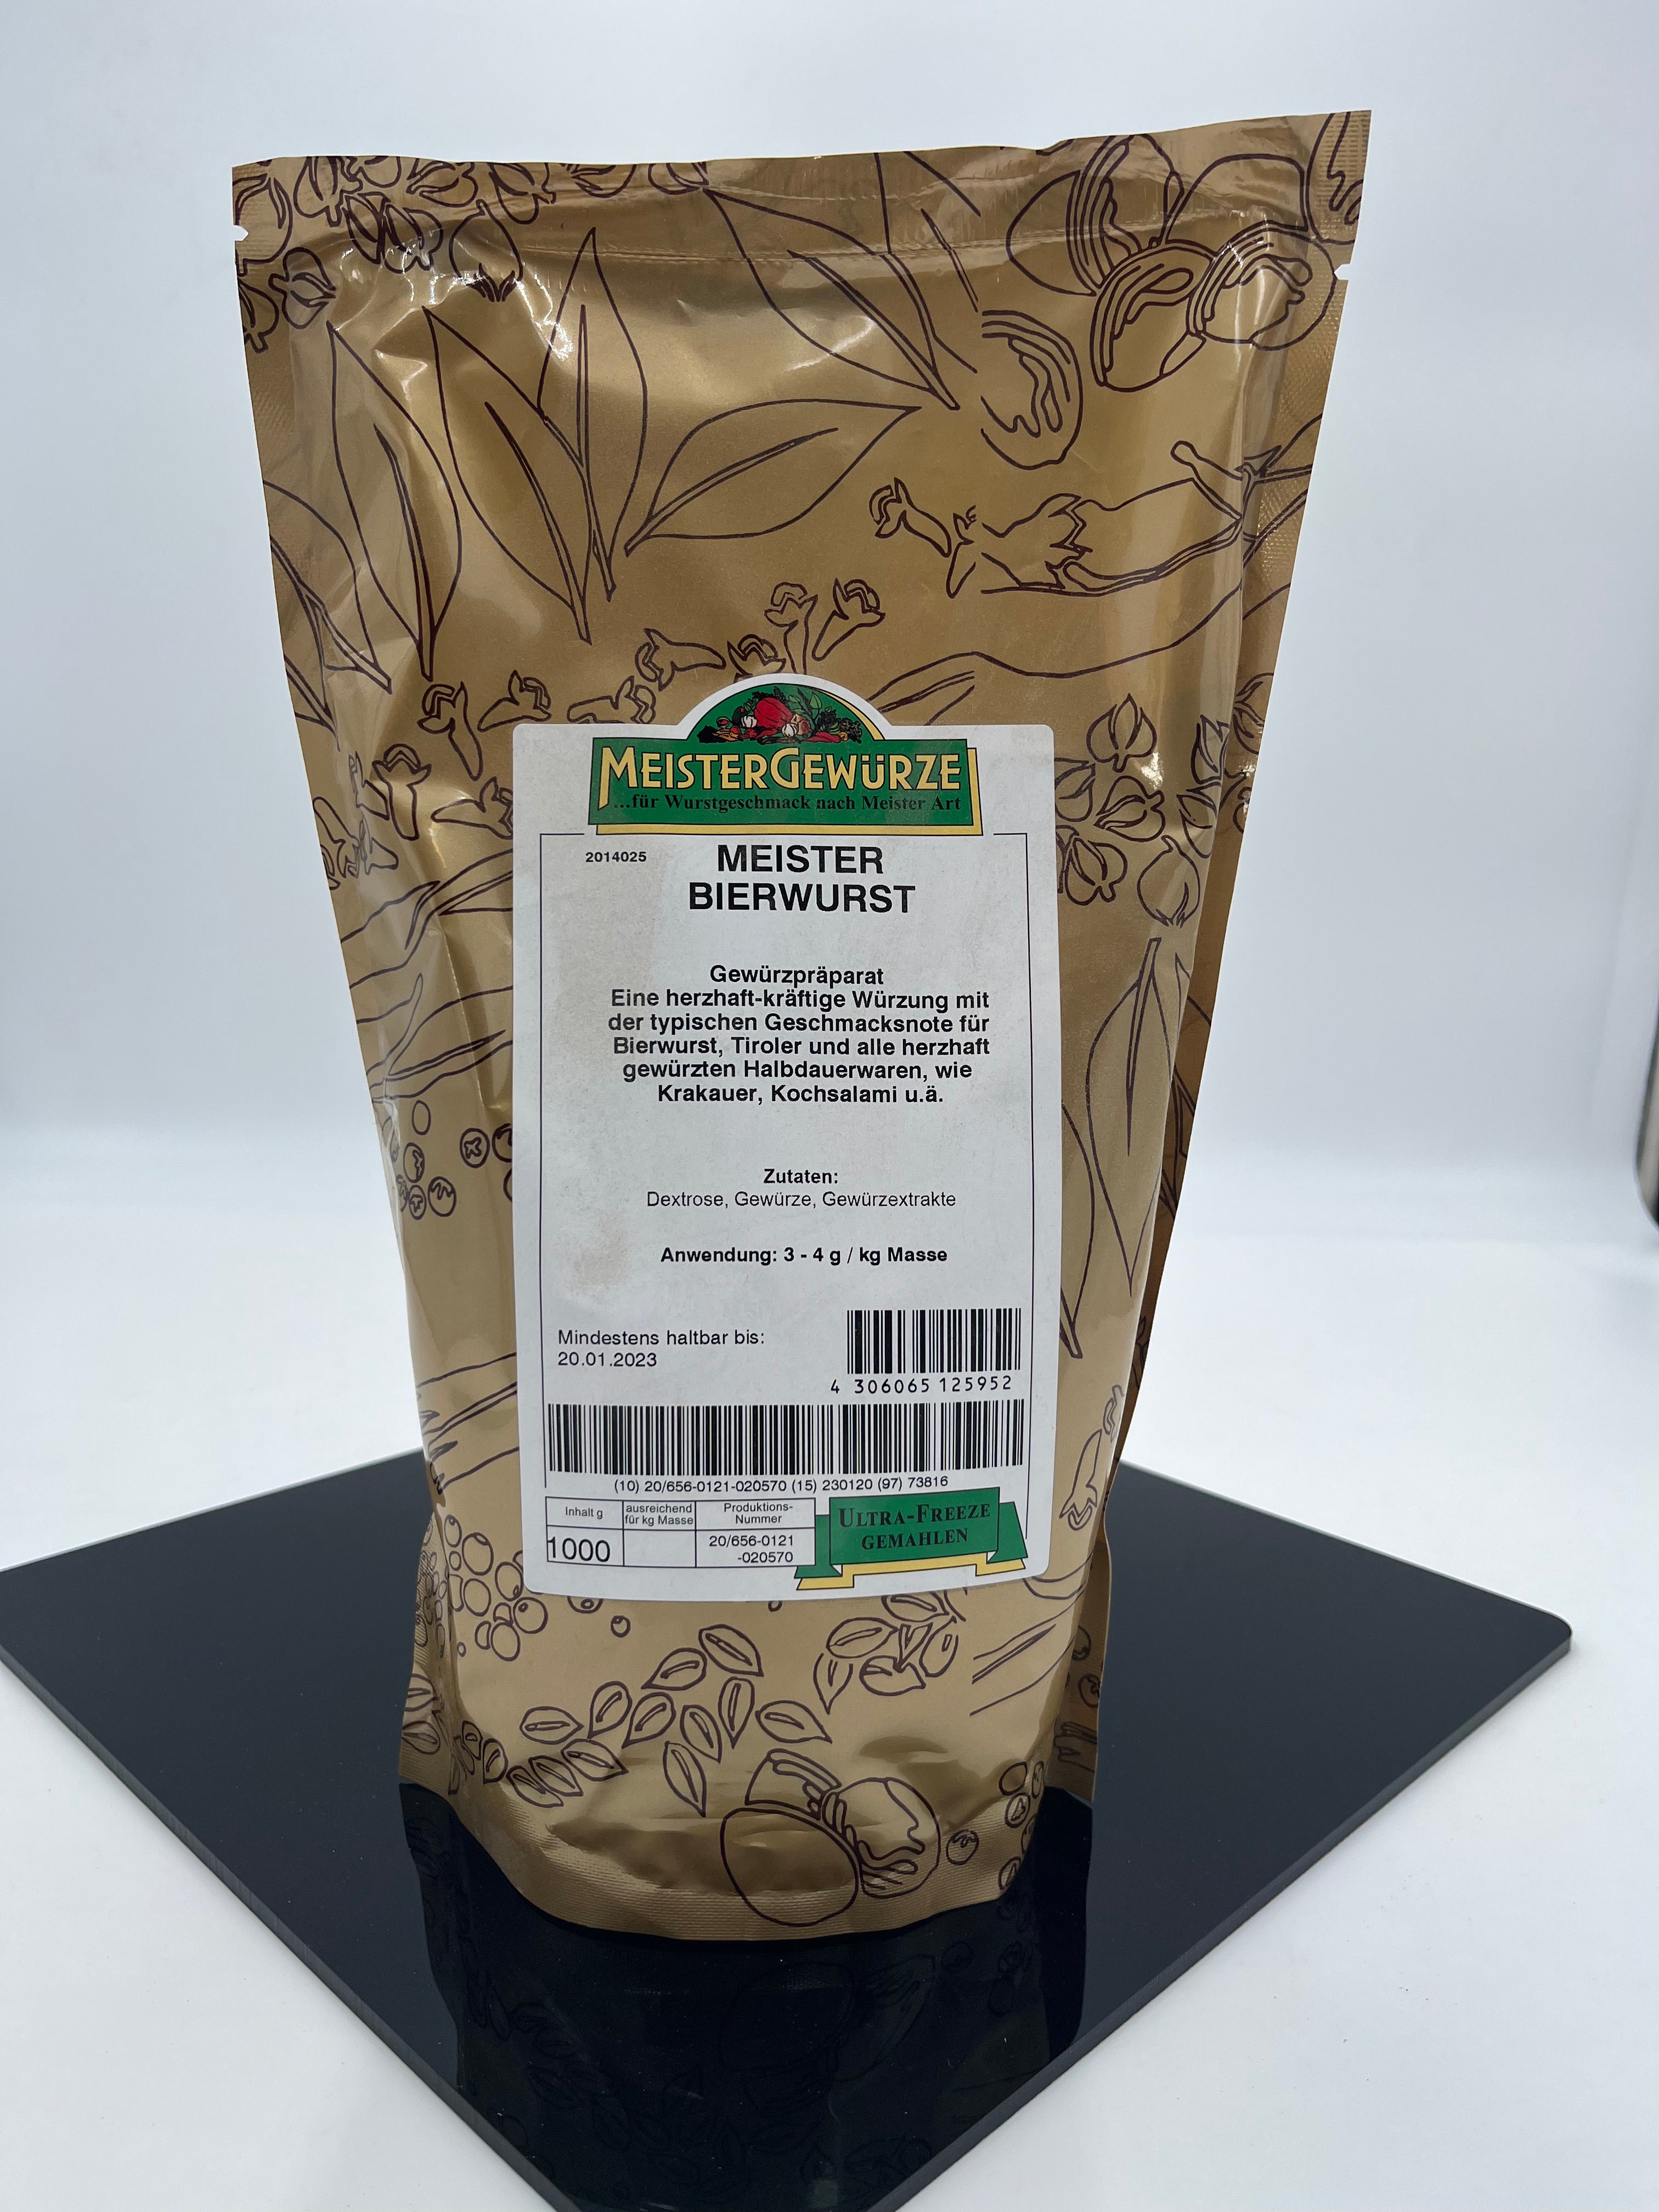 MEISTERGEWÜRZE
...für Wurstgeschmack nach Meister Art
2014025
MEISTER
BIERWURST
Gewürzpräparat
Eine herzhaft-kräftige Würzung mit
der typischen Geschmacksnote für
Bierwurst, Tiroler und alle herzhaft
gewürzten Halbdauerwaren, wie
Krakauer, Kochsalami u.ä.
Zutaten:
Dextrose, Gewürze, Gewürzextrakte
Anwendung: 3 - 4 g / kg Masse
Mindestens haltbar bis:
20.01.2023
4 306065 125952
(10) 20/656-0121-020570 (15) 230120 (97) 73816
Inhalt g
ausreichend
für kg Masse
Produktions-
Nummer
1000
20/656-0121
-020570
ULTRA-FREEZE
GEMAHLEN